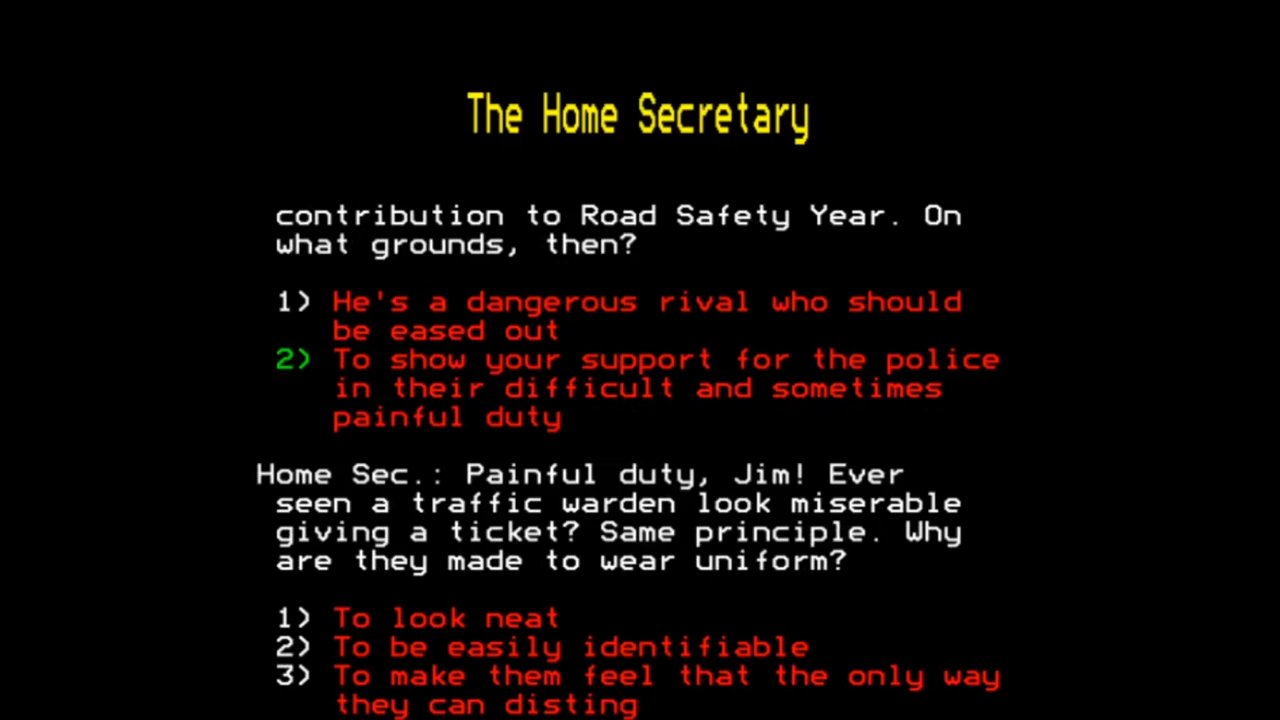 The Home Secretary
contribution to Road Safety Year. On
what grounds, then?
1) He's a dangerous rival who should
be eased out
2) To show your support for the police
in their difficult and sometimes
painful duty
Home Sec.: Painful duty, Jim! Ever
seen a traffic warden look miserable
giving a ticket? Same principle. Why
are they made to wear uniform?
1) To look neat
2) To be easily identifiable
3) To make them feel that the only way
they can disting